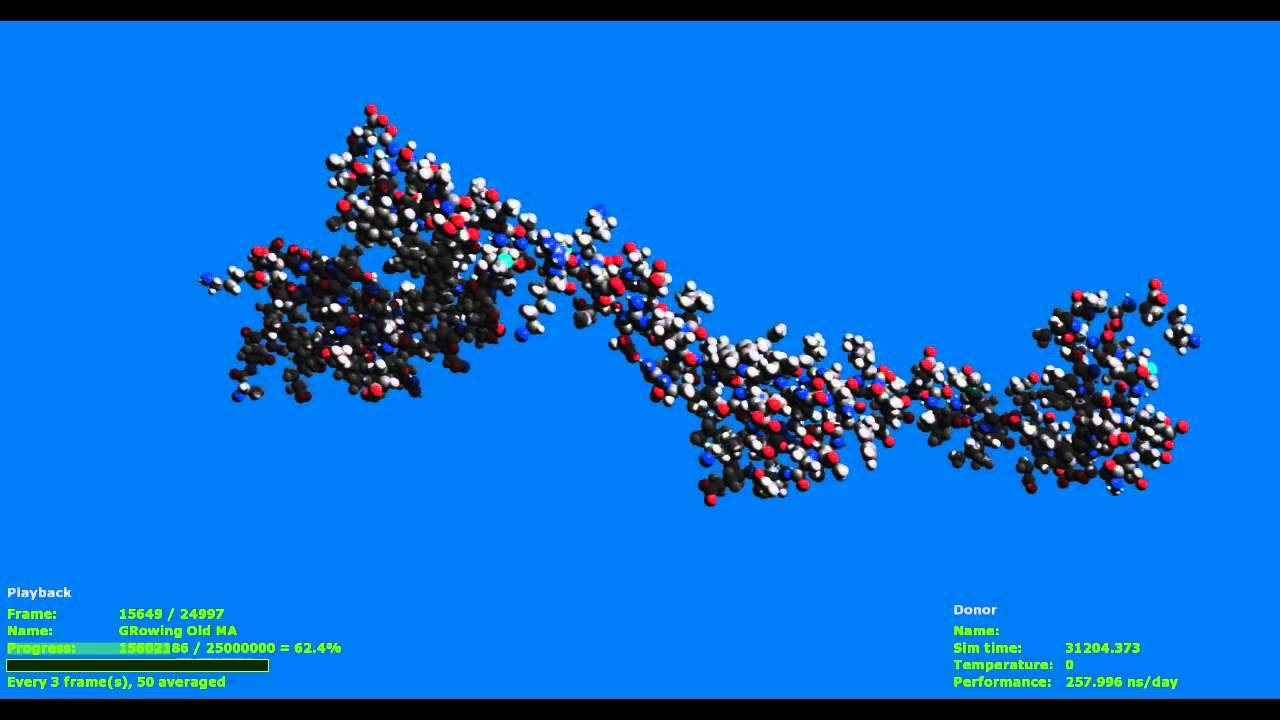 Playback
Frame: 15649 / 24997
Name: GRowing Old MA
Progress: 15602186 / 25000000 = 62.4%
Every 3 frame(s), 50 averaged
Donor
Name:
Sim time: 31204.373
Temperature: 0
Performance: 257.996 ns/day